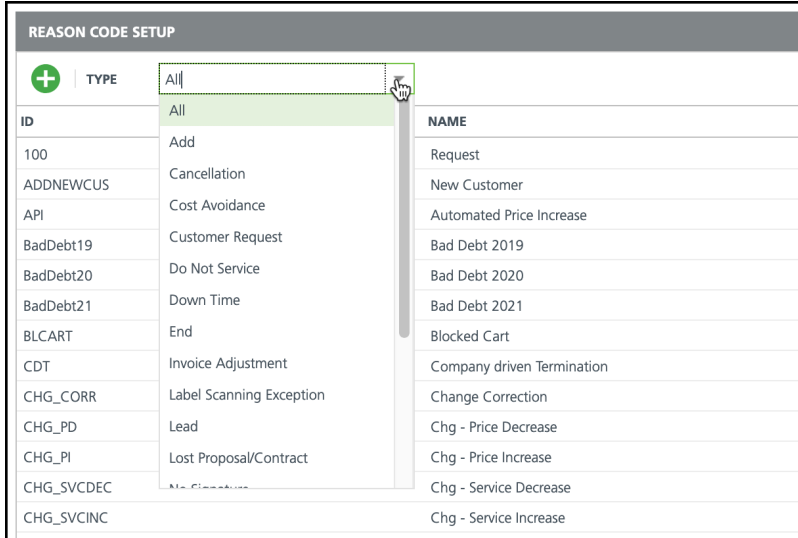 REASON CODE SETUP
TYPE All
ID NAME
All
Add
Cancellation
Cost Avoidance
Customer Request
Do Not Service
Down Time
End
Invoice Adjustment
Label Scanning Exception
Lead
Lost Proposal/Contract
No Signature
100 Request
ADDNEWCUS New Customer
API Automated Price Increase
BadDebt19 Bad Debt 2019
BadDebt20 Bad Debt 2020
BadDebt21 Bad Debt 2021
BLCART Blocked Cart
CDT Company driven Termination
CHG_CORR Change Correction
CHG_PD Chg - Price Decrease
CHG_PI Chg - Price Increase
CHG_SVCDEC Chg - Service Decrease
CHG_SVCINC Chg - Service Increase